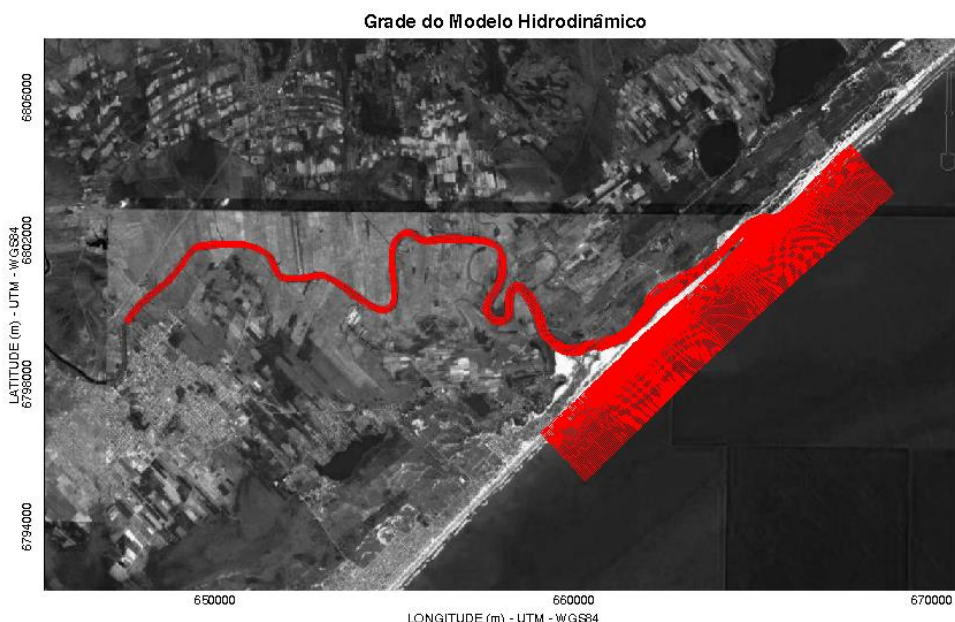 Grade do Modelo Hidrodinâmico
6806000
6802000
6798000
6794000
LATITUDE (m) - UTM - WGS84
650000
660000
670000
LONGITUDE (m) - UTM - WGS84